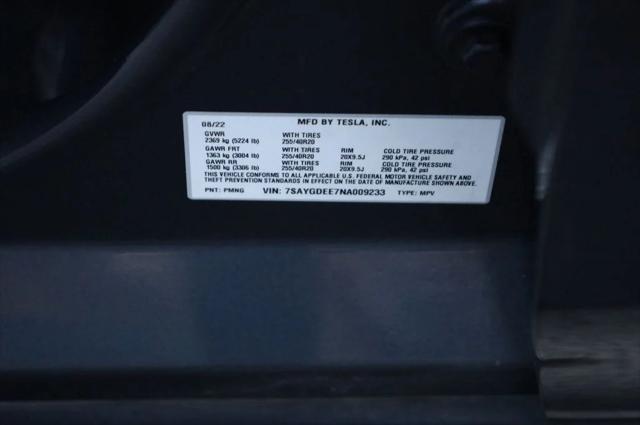 08/22 MFD BY TESLA, INC.
GVWR WITH TIRES
2369 kg (5224 lb) 255/40R20
GAWR FRT WITH TIRES RIM COLD TIRE PRESSURE
1363 kg (3004 lb) 255/40R20 20X9.5J 290 kPa, 42 psi
GAWR RR WITH TIRES RIM COLD TIRE PRESSURE
1500 kg (3306 lb) 255/40R20 20X9.5J 290 kPa, 42 psi
THIS VEHICLE CONFORMS TO ALL APPLICABLE U.S. FEDERAL MOTOR VEHICLE SAFETY AND
THEFT PREVENTION STANDARDS IN EFFECT ON THE DATE OF MANUFACTURE SHOWN ABOVE.
PNT: PMNG VIN: 7SAYGDEE7NA009233 TYPE: MPV